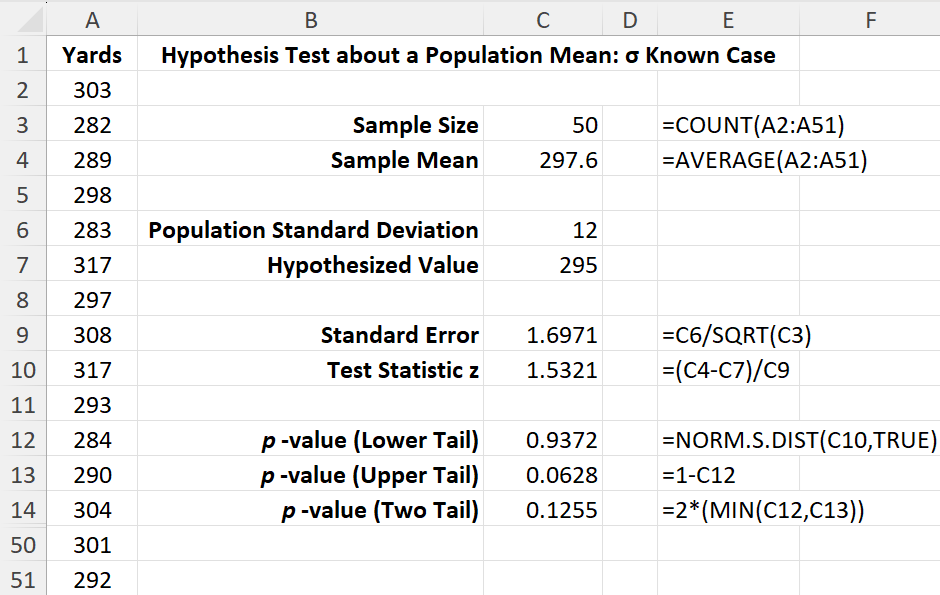 A B C D E F
1 Yards Hypothesis Test about a Population Mean: σ Known Case
2 303
3 282 Sample Size 50 =COUNT(A2:A51)
4 289 Sample Mean 297.6 =AVERAGE(A2:A51)
5 298
6 283 Population Standard Deviation 12
7 317 Hypothesized Value 295
8 297
9 308 Standard Error 1.6971 =C6/SQRT(C3)
10 317 Test Statistic z 1.5321 =(C4-C7)/C9
11 293
12 284 p -value (Lower Tail) 0.9372 =NORM.S.DIST(C10,TRUE)
13 290 p -value (Upper Tail) 0.0628 =1-C12
14 304 p -value (Two Tail) 0.1255 =2*(MIN(C12,C13))
50 301
51 292